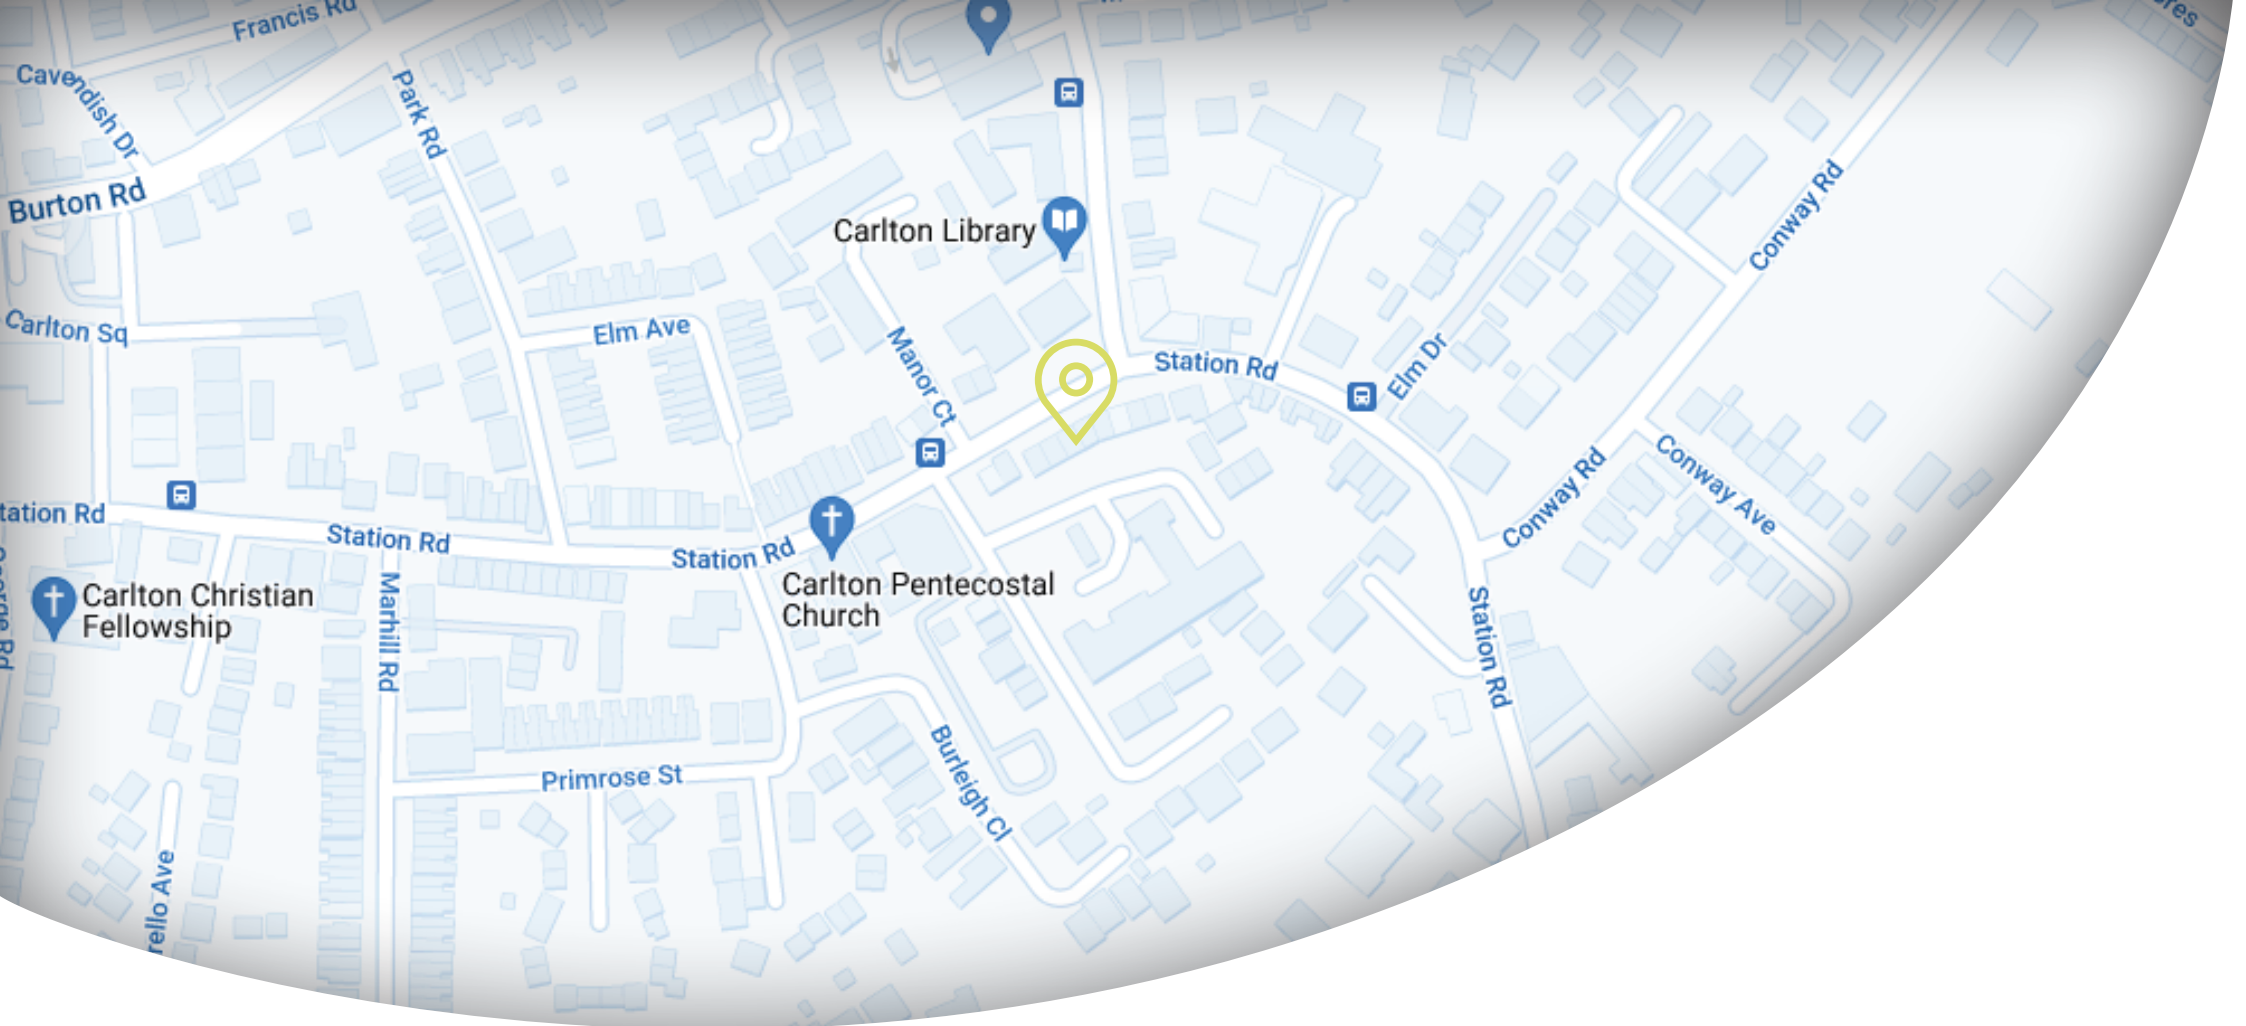 Francis Rd
Cavendish Dr
Park Rd
Burton Rd
Carlton Library
Conway Rd
Carlton Sq
Elm Ave
Manor Ct
Station Rd
Elm Dr
Conway Rd
Conway Ave
tation Rd
Station Rd
Station Rd
Carlton Pentecostal
Church
Carlton Christian
Fellowship
Marhill Rd
Station Rd
Primrose St
Burleigh Cl
rello Ave